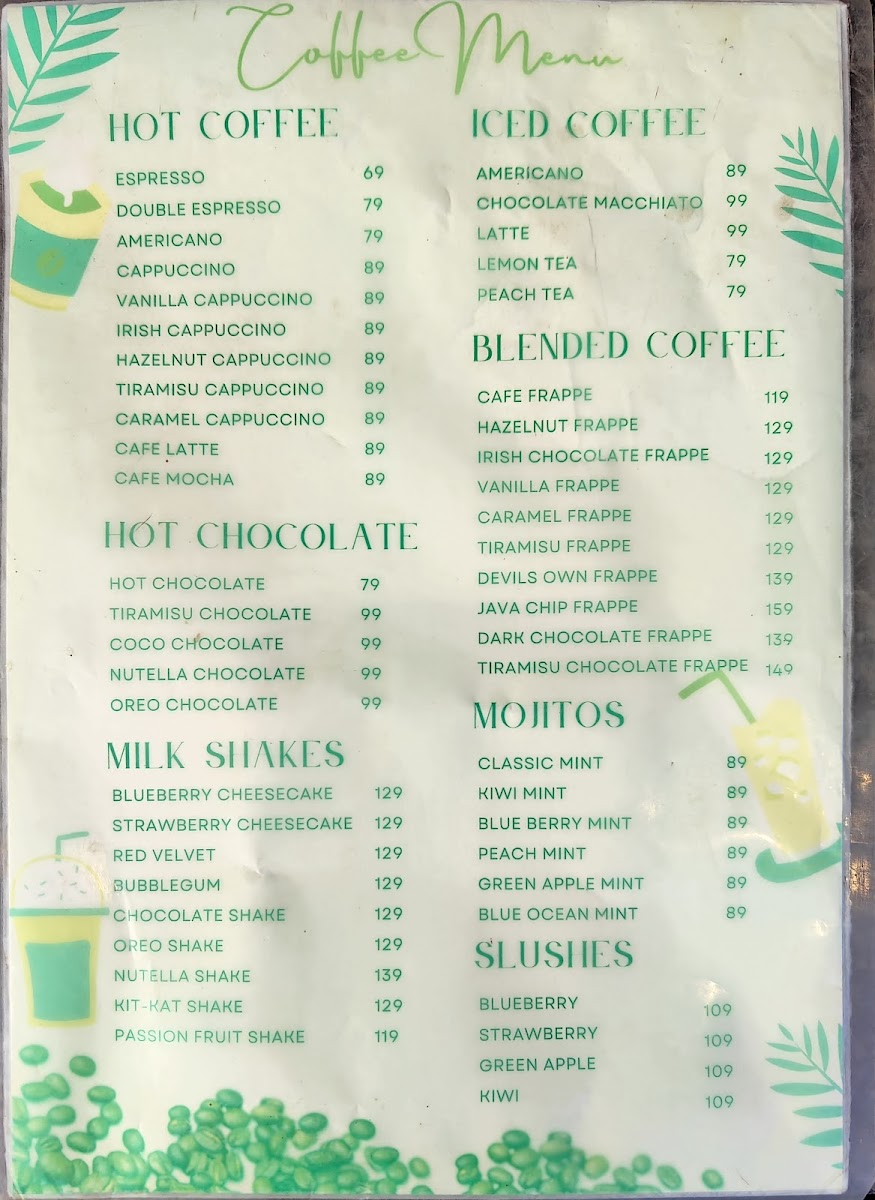 Coffee Menu
HOT COFFEE
ESPRESSO 69
DOUBLE ESPRESSO 79
AMERICANO 79
CAPPUCCINO 89
VANILLA CAPPUCCINO 89
IRISH CAPPUCCINO 89
HAZELNUT CAPPUCCINO 89
TIRAMISU CAPPUCCINO 89
CARAMEL CAPPUCCINO 89
CAFE LATTE 89
CAFE MOCHA 89
HOT CHOCOLATE
HOT CHOCOLATE 79
TIRAMISU CHOCOLATE 99
COCO CHOCOLATE 99
NUTELLA CHOCOLATE 99
OREO CHOCOLATE 99
MILK SHAKES
BLUEBERRY CHEESECAKE 129
STRAWBERRY CHEESECAKE 129
RED VELVET 129
BUBBLEGUM 129
CHOCOLATE SHAKE 129
OREO SHAKE 129
NUTELLA SHAKE 139
KIT-KAT SHAKE 129
PASSION FRUIT SHAKE 119
ICED COFFEE
AMERICANO 89
CHOCOLATE MACCHIATO 99
LATTE 99
LEMON TEA 79
PEACH TEA 79
BLENDED COFFEE
CAFE FRAPPE 119
HAZELNUT FRAPPE 129
IRISH CHOCOLATE FRAPPE 129
VANILLA FRAPPE 129
CARAMEL FRAPPE 129
TIRAMISU FRAPPE 129
DEVILS OWN FRAPPE 139
JAVA CHIP FRAPPE 159
DARK CHOCOLATE FRAPPE 139
TIRAMISU CHOCOLATE FRAPPE 149
MOJITOS
CLASSIC MINT 89
KIWI MINT 89
BLUE BERRY MINT 89
PEACH MINT 89
GREEN APPLE MINT 89
BLUE OCEAN MINT 89
SLUSHES
BLUEBERRY 109
STRAWBERRY 109
GREEN APPLE 109
KIWI 109